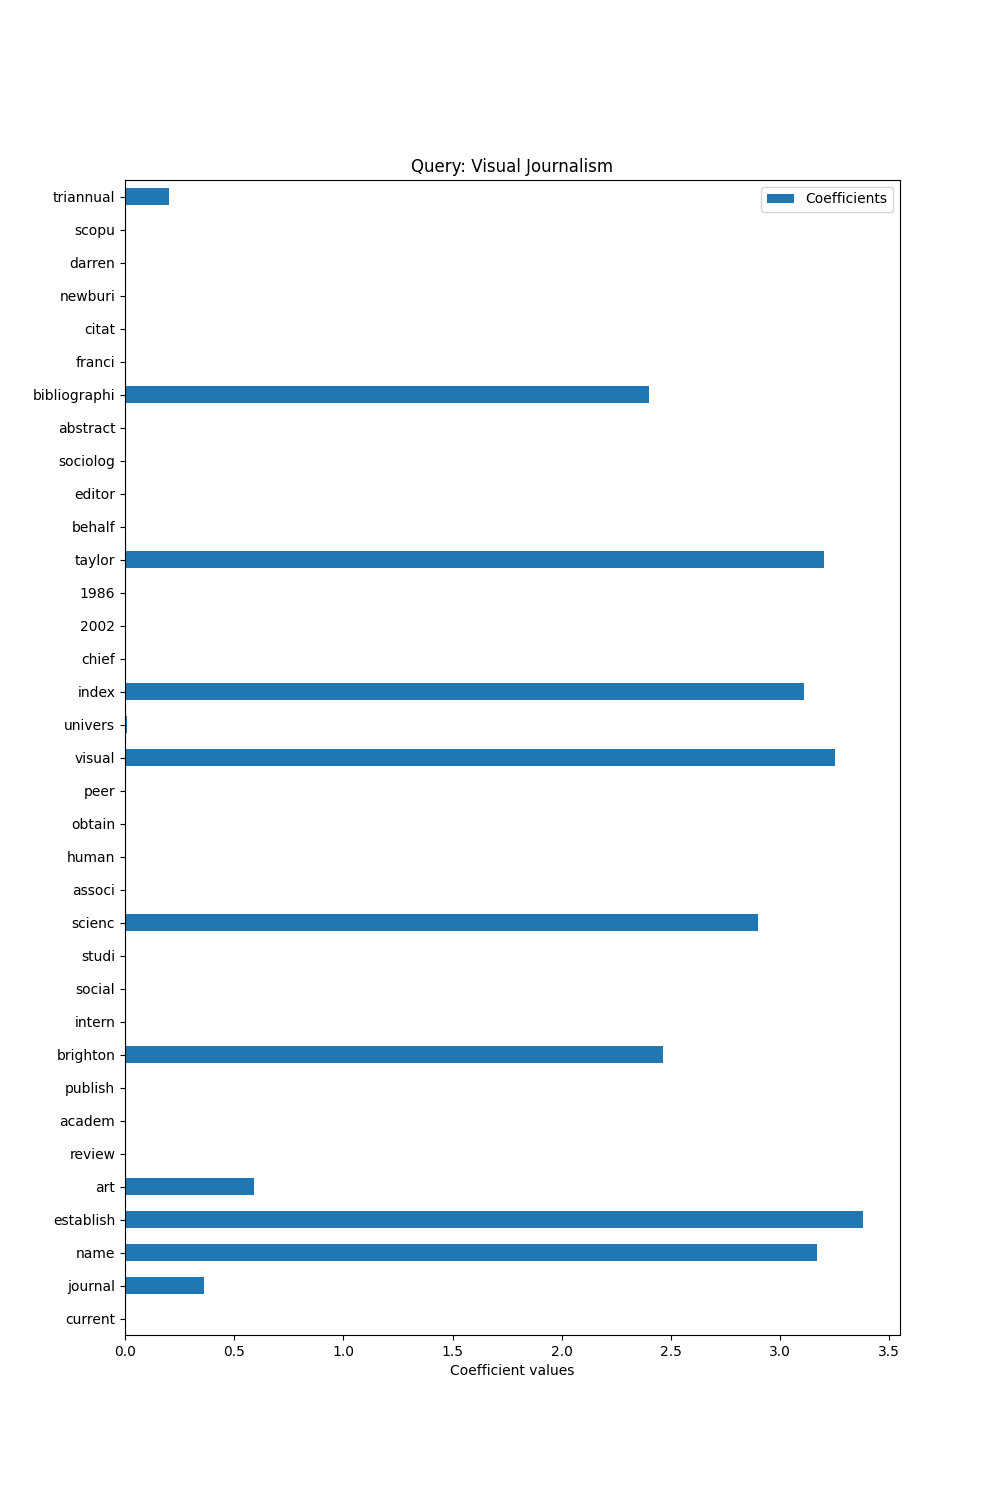 Query: Visual Journalism
Coefficients
triannual
scopu
darren
newburi
citat
franci
bibliographi
abstract
sociolog
editor
behalf
taylor
1986
2002
chief
index
univers
visual
peer
obtain
human
associ
scienc
studi
social
intern
brighton
publish
academ
review
art
establish
name
journal
current
0.0 0.5 1.0 1.5 2.0 2.5 3.0 3.5
Coefficient values